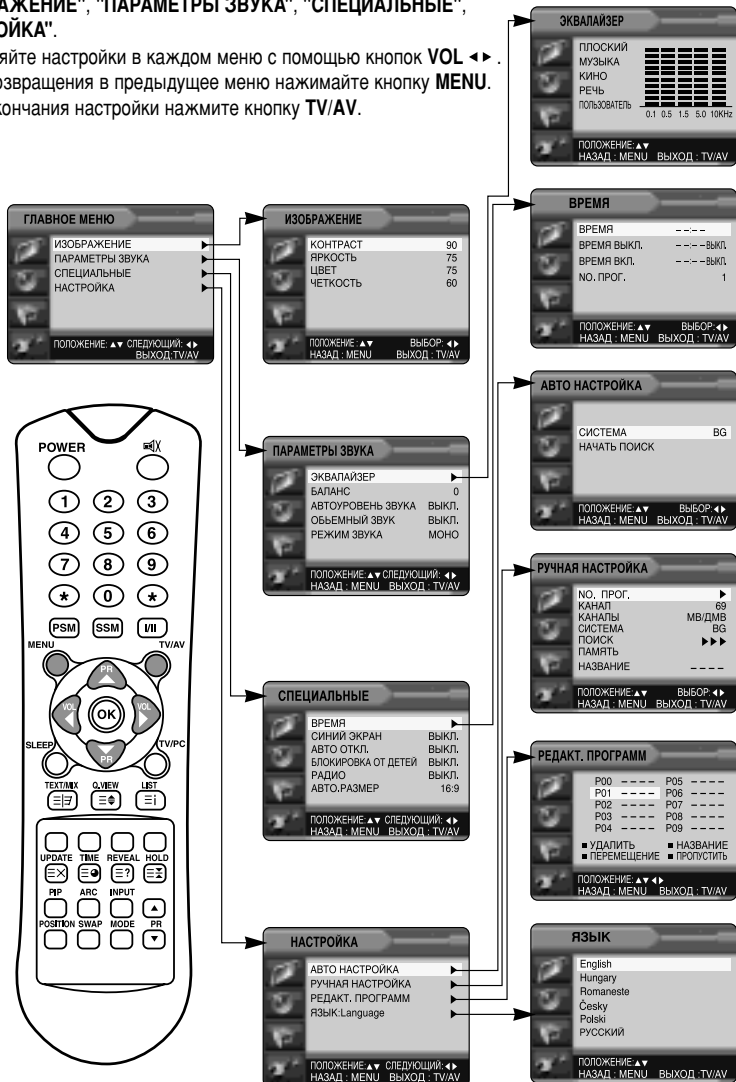 АЖЕНИЕ", "ПАРАМЕТРЫ ЗВУКА", "СПЕЦИАЛЬНЫЕ",
ОЙКА".
яйте настройки в каждом меню с помощью кнопок VOL ◂▸ .
озвращения в предыдущее меню нажимайте кнопку MENU.
кончания настройки нажмите кнопку TV/AV.
ГЛАВНОЕ МЕНЮ
ИЗОБРАЖЕНИЕ
ПАРАМЕТРЫ ЗВУКА
СПЕЦИАЛЬНЫЕ
НАСТРОЙКА
ПОЛОЖЕНИЕ: ▲▼ СЛЕДУЮЩИЙ: ◀▶
ВЫХОД:TV/AV
POWER
1 2 3
4 5 6
7 8 9
* 0 *
PSM SSM I/II
MENU TV/AV
PR
VOL OK VOL
PR
SLEEP TV/PC
TEXT/MIX Q.VIEW LIST
UPDATE TIME REVEAL HOLD
PIP ARC INPUT
POSITION SWAP MODE PR
ИЗОБРАЖЕНИЕ
КОНТРАСТ 90
ЯРКОСТЬ 75
ЦВЕТ 75
ЧЕТКОСТЬ 60
ПОЛОЖЕНИЕ :▲▼ ВЫБОР: ◀▶
НАЗАД : MENU ВЫХОД : TV/AV
ПАРАМЕТРЫ ЗВУКА
ЭКВАЛАЙЗЕР ▶
БАЛАНС 0
АВТОУРОВЕНЬ ЗВУКА ВЫКЛ.
ОБЬЕМНЫЙ ЗВУК ВЫКЛ.
РЕЖИМ ЗВУКА МОНО
ПОЛОЖЕНИЕ:▲▼ СЛЕДУЮЩИЙ: ◀▶
НАЗАД : MENU ВЫХОД : TV/AV
СПЕЦИАЛЬНЫЕ
ВРЕМЯ ▶
СИНИЙ ЭКРАН ВЫКЛ.
АВТО ОТКЛ. ВЫКЛ.
БЛОКИРОВКА ОТ ДЕТЕЙ ВЫКЛ.
РАДИО ВЫКЛ.
АВТО.РАЗМЕР 16:9
ПОЛОЖЕНИЕ:▲▼ СЛЕДУЮЩИЙ: ◀▶
НАЗАД : MENU ВЫХОД : TV/AV
НАСТРОЙКА
АВТО НАСТРОЙКА
РУЧНАЯ НАСТРОЙКА
РЕДАКТ. ПРОГРАММ
ЯЗЫК:Language
ПОЛОЖЕНИЕ:▲▼ СЛЕДУЮЩИЙ:◀▶
НАЗАД : MENU ВЫХОД : TV/AV
ЭКВАЛАЙЗЕР
ПЛОСКИЙ
МУЗЫКА
КИНО
РЕЧЬ
ПОЛЬЗОВАТЕЛЬ
0.1 0.5 1.5 5.0 10KHz
ПОЛОЖЕНИЕ:▲▼
НАЗАД : MENU ВЫХОД : TV/AV
ВРЕМЯ
ВРЕМЯ – –:– –
ВРЕМЯ ВЫКЛ. – –:– – ВЫКЛ.
ВРЕМЯ ВКЛ. – –:– – ВЫКЛ.
NO. ПРОГ. 1
ПОЛОЖЕНИЕ:▲▼ ВЫБОР:◀▶
НАЗАД : MENU ВЫХОД : TV/AV
АВТО НАСТРОЙКА
СИСТЕМА BG
НАЧАТЬ ПОИСК
ПОЛОЖЕНИЕ:▲▼ ВЫБОР:◀▶
НАЗАД : MENU ВЫХОД : TV/AV
РУЧНАЯ НАСТРОЙКА
NO. ПРОГ. ▶
КАНАЛ 69
КАНАЛЫ МВ/ДМВ
СИСТЕМА BG
ПОИСК ▶▶▶
ПАМЯТЬ
НАЗВАНИЕ – – – –
ПОЛОЖЕНИЕ:▲▼ ВЫБОР:◀▶
НАЗАД : MENU ВЫХОД : TV/AV
РЕДАКТ. ПРОГРАММ
P00 – – – – P05 – – – –
P01 – – – – P06 – – – –
P02 – – – – P07 – – – –
P03 – – – – P08 – – – –
P04 – – – – P09 – – – –
■ УДАЛИТЬ ■ НАЗВАНИЕ
■ ПЕРЕМЕЩЕНИЕ ■ ПРОПУСТИТЬ
ПОЛОЖЕНИЕ: ▲▼ ◀▶
НАЗАД : MENU ВЫХОД : TV/AV
ЯЗЫК
English
Hungary
Romaneste
Česky
Polski
РУССКИЙ
ПОЛОЖЕНИЕ:▲▼
НАЗАД : MENU ВЫХОД :TV/AV